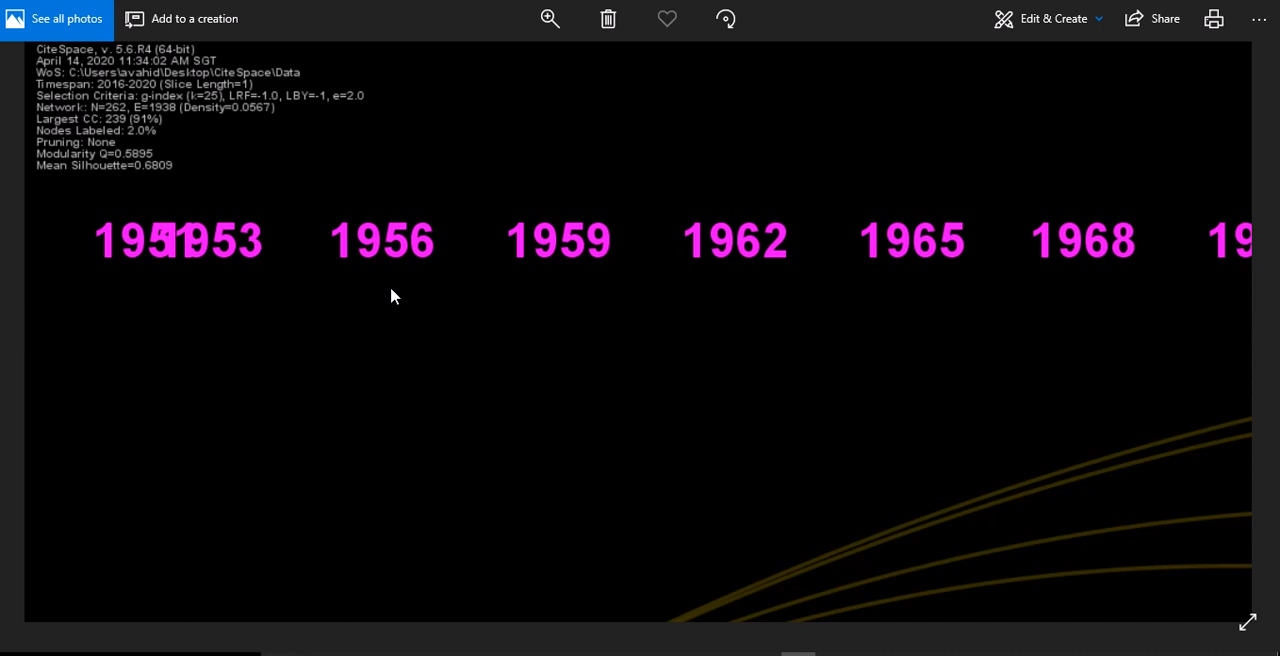 See all photos Add to a creation Edit & Create Share
CiteSpace, v. 5.6.R4 (64-bit)
April 14, 2020 11:34:02 AM SGT
WoS: C:\Users\avahid\Desktop\CiteSpace\Data
Timespan: 2016-2020 (Slice Length=1)
Selection Criteria: g-index (k=25), LRF=-1.0, LBY=-1, e=2.0
Network: N=262, E=1938 (Density=0.0567)
Largest CC: 239 (91%)
Nodes Labeled: 2.0%
Pruning: None
Modularity Q=0.5895
Mean Silhouette=0.6809
1951 1953 1956 1959 1962 1965 1968 19